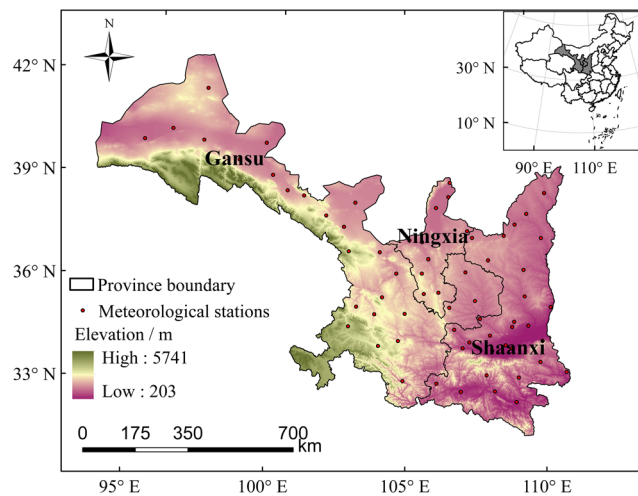 N
42° N
39° N
36° N
33° N
30° N
10° N
90° E
110° E
Gansu
Ningxia
Shaanxi
Province boundary
Meteorological stations
Elevation / m
High : 5741
Low : 203
0 175 350 700
km
95° E 100° E 105° E 110° E